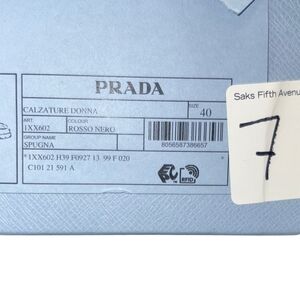 PRADA
CALZATURE DONNA
SIZE
40
ART.
1XX602
COLOUR
ROSSO NERO
GROUP NAME
SPUGNA
8056587386657
*1XX602 H39 F0927 13 99 F 020
C101 21 591 A
RFID
Saks Fifth Avenu
7